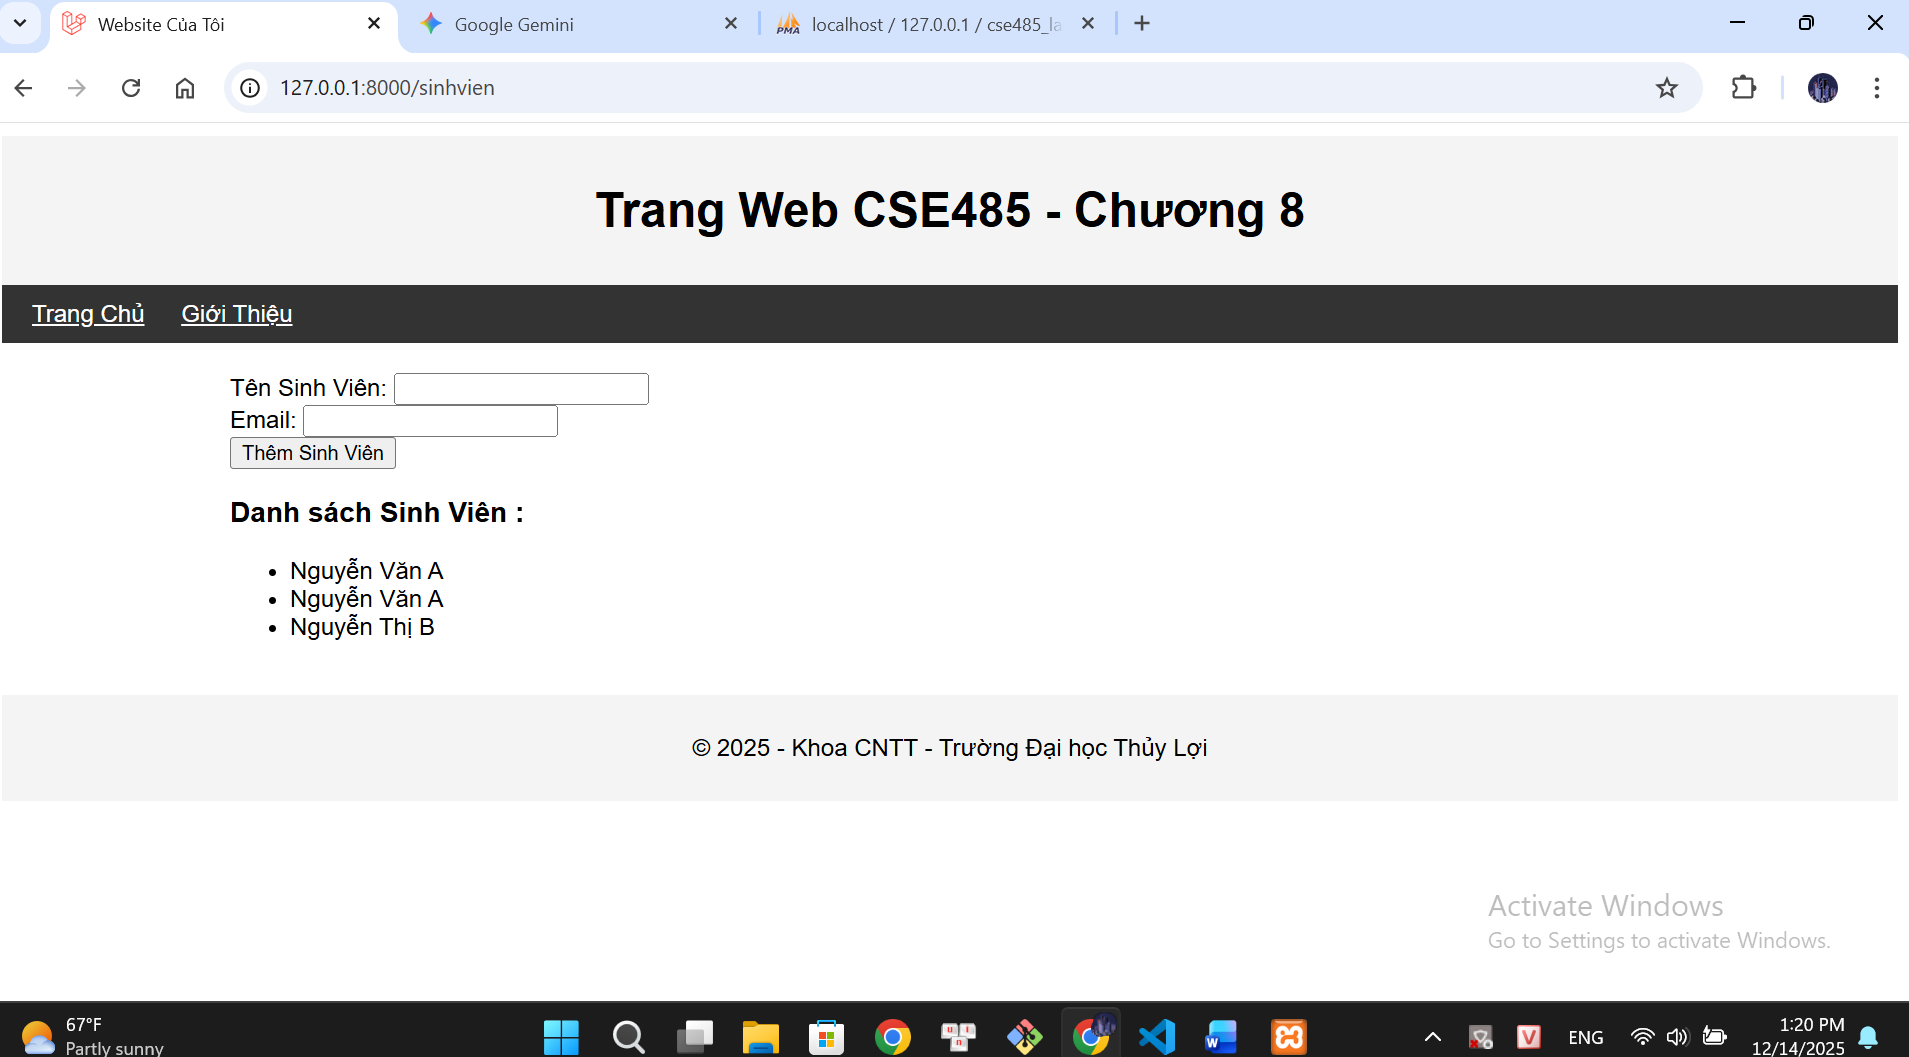 Website Của Tôi
Google Gemini
localhost / 127.0.0.1 / cse485_la
127.0.0.1:8000/sinhvien
Trang Web CSE485 - Chương 8
Trang Chủ Giới Thiệu
Tên Sinh Viên:
Email:
Thêm Sinh Viên
Danh sách Sinh Viên :
Nguyễn Văn A
Nguyễn Văn A
Nguyễn Thị B
© 2025 - Khoa CNTT - Trường Đại học Thủy Lợi
Activate Windows
Go to Settings to activate Windows.
67°F
Partly sunny
ENG
1:20 PM
12/14/2025